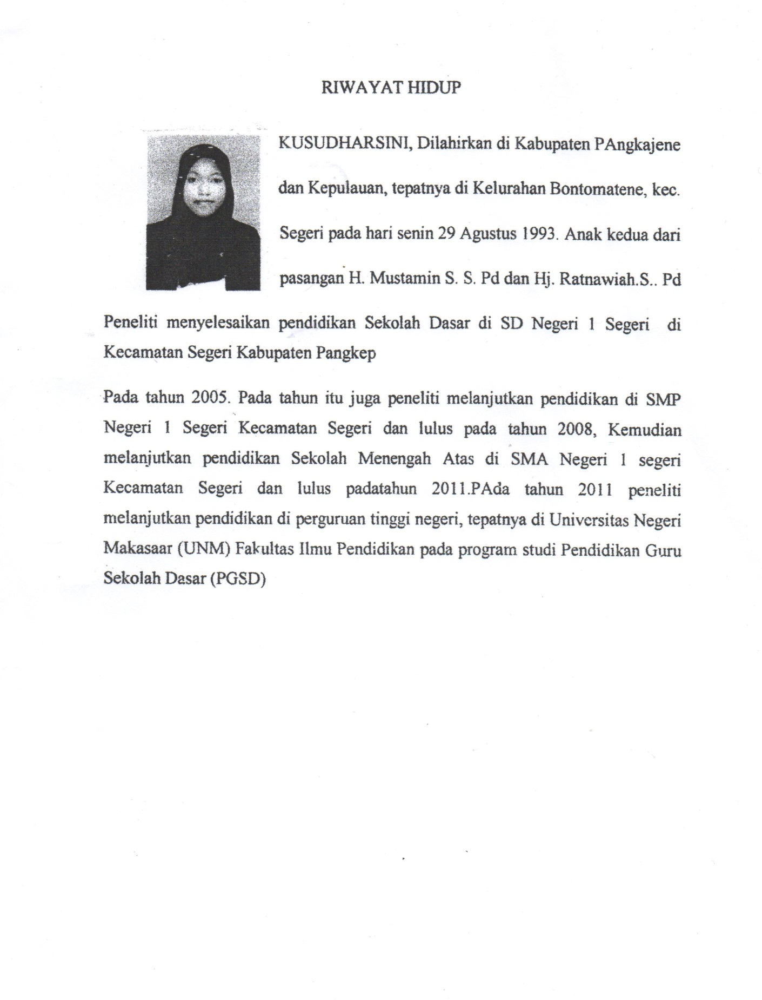 RIWAYAT HIDUP
KUSUDHARSINI, Dilahirkan di Kabupaten PAngkajene
dan Kepulauan, tepatnya di Kelurahan Bontomatene, kec.
Segeri pada hari senin 29 Agustus 1993. Anak kedua dari
pasangan H. Mustamin S. S. Pd dan Hj. Ratnawiah.S.. Pd
Peneliti menyelesaikan pendidikan Sekolah Dasar di SD Negeri 1 Segeri di
Kecamatan Segeri Kabupaten Pangkep
Pada tahun 2005. Pada tahun itu juga peneliti melanjutkan pendidikan di SMP
Negeri 1 Segeri Kecamatan Segeri dan lulus pada tahun 2008, Kemudian
melanjutkan pendidikan Sekolah Menengah Atas di SMA Negeri 1 segeri
Kecamatan Segeri dan lulus padatahun 2011.PAda tahun 2011 peneliti
melanjutkan pendidikan di perguruan tinggi negeri, tepatnya di Universitas Negeri
Makasaar (UNM) Fakultas Ilmu Pendidikan pada program studi Pendidikan Guru
Sekolah Dasar (PGSD)